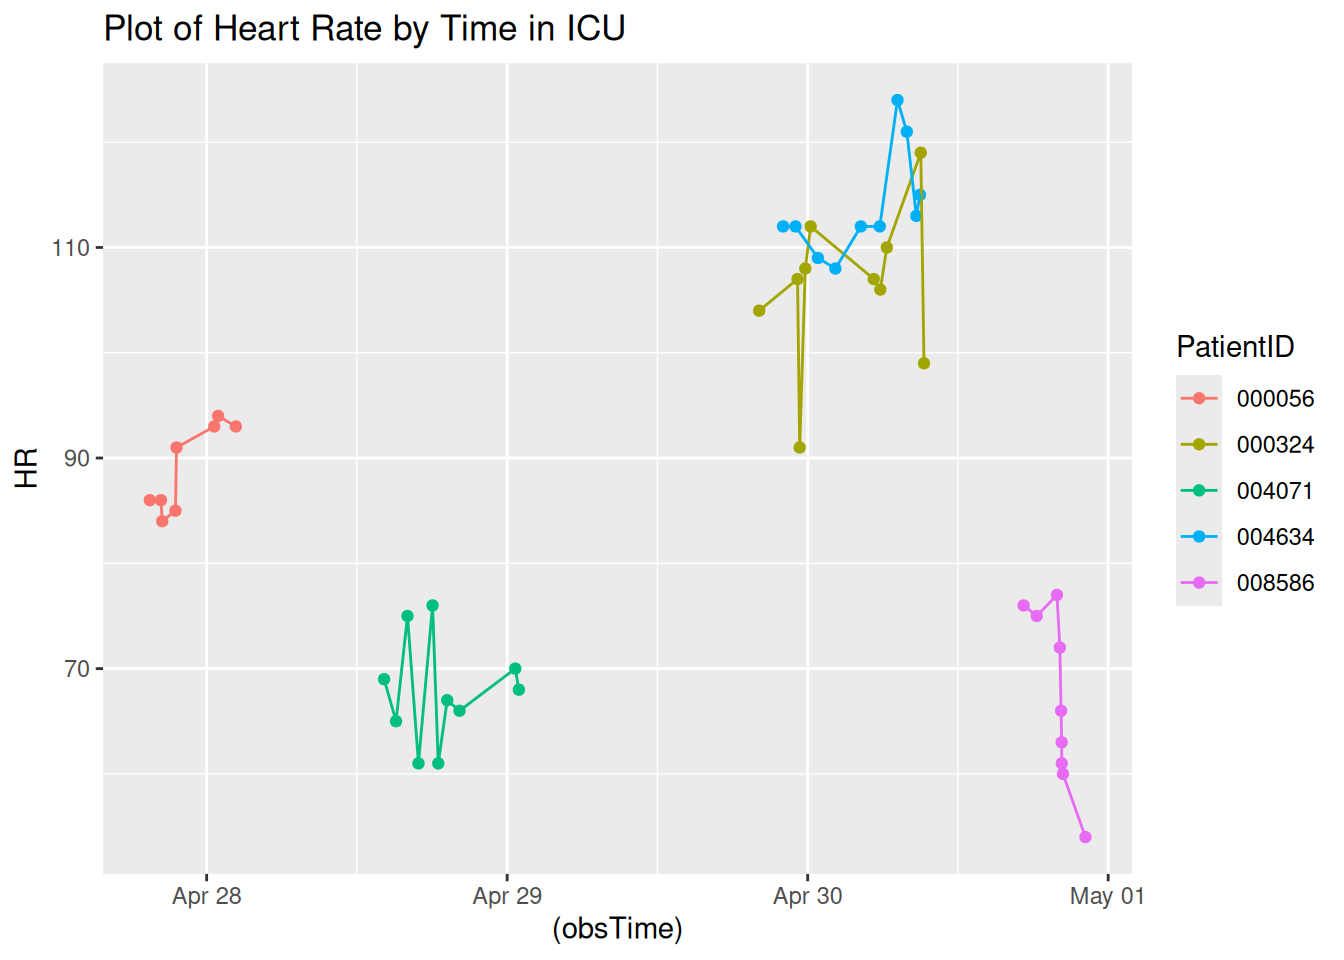 Plot of Heart Rate by Time in ICU
HR
110
90
70
Apr 28
Apr 29
Apr 30
May 01
(obsTime)
PatientID
000056
000324
004071
004634
008586